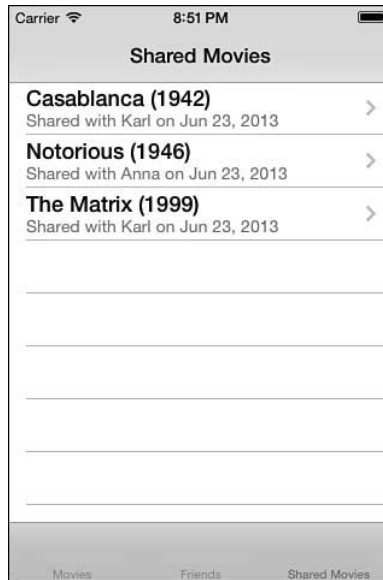 Carrier 8:51 PM
Shared Movies
Casablanca (1942)
Shared with Karl on Jun 23, 2013
Notorious (1946)
Shared with Anna on Jun 23, 2013
The Matrix (1999)
Shared with Karl on Jun 23, 2013
Movies Friends Shared Movies